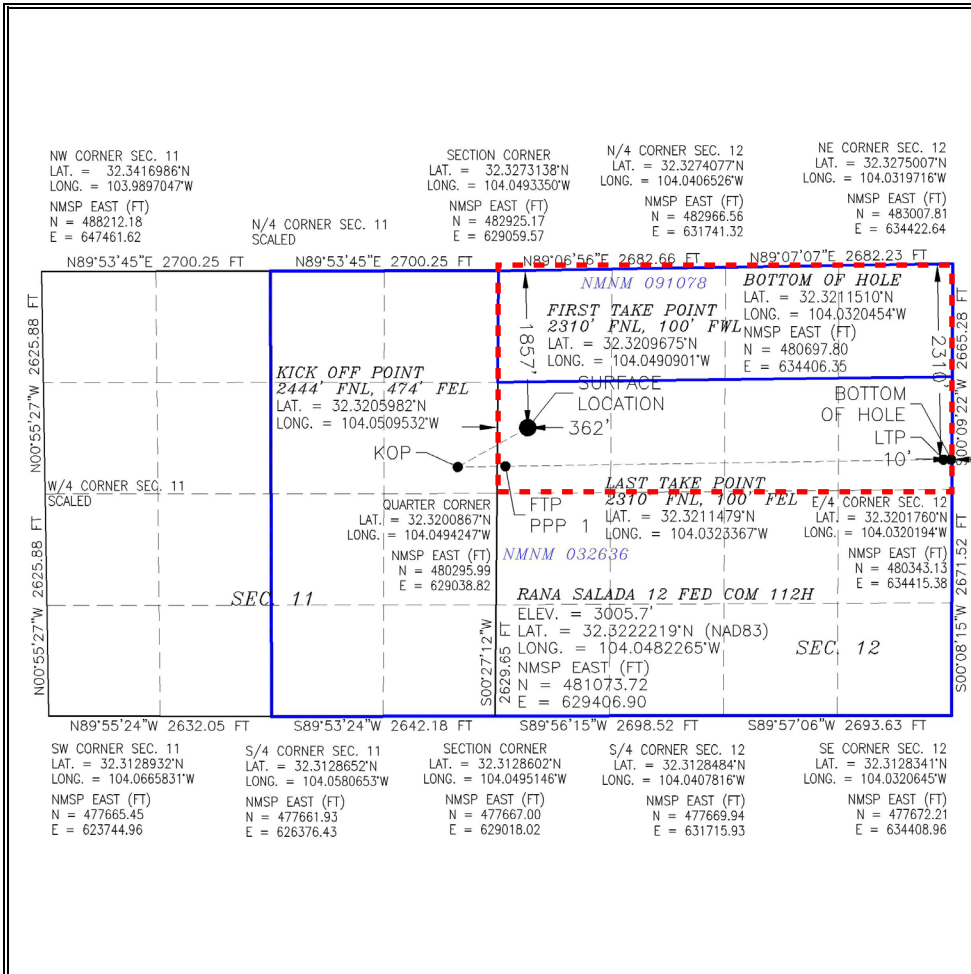 NW CORNER SEC. 11
LAT. = 32.3416986°N
LONG. = 103.9897047°W
NMSP EAST (FT)
N = 488212.18
E = 647461.62
N/4 CORNER SEC. 11
SCALED
SECTION CORNER
LAT. = 32.3273138°N
LONG. = 104.0493350°W
NMSP EAST (FT)
N = 482925.17
E = 629059.57
N/4 CORNER SEC. 12
LAT. = 32.3274077°N
LONG. = 104.0406526°W
NMSP EAST (FT)
N = 482966.56
E = 631741.32
NE CORNER SEC. 12
LAT. = 32.3275007°N
LONG. = 104.0319716°W
NMSP EAST (FT)
N = 483007.81
E = 634422.64
N89°53'45"E 2700.25 FT
N89°53'45"E 2700.25 FT
N89°06'56"E 2682.66 FT
N89°07'07"E 2682.23 FT
NMNM 091078
FIRST TAKE POINT
2310' FNL, 100' FWL
LAT. = 32.3209675°N
LONG. = 104.0490901°W
BOTTOM OF HOLE
LAT. = 32.3211510°N
LONG. = 104.0320454°W
NMSP EAST (FT)
N = 480697.80
E = 634406.35
N00°55'27"W 2625.88 FT
1857'
2310'
S00°09'22"W 2665.28 FT
KICK OFF POINT
2444' FNL, 474' FEL
LAT. = 32.3205982°N
LONG. = 104.0509532°W
SURFACE
LOCATION
362'
BOTTOM
OF HOLE
KOP
LTP
10'
W/4 CORNER SEC. 11
SCALED
QUARTER CORNER
LAT. = 32.3200867°N
LONG. = 104.0494247°W
NMSP EAST (FT)
N = 480295.99
E = 629038.82
FTP
PPP 1
LAST TAKE POINT
2310' FNL, 100' FEL
LAT. = 32.3211479°N
LONG. = 104.0323367°W
E/4 CORNER SEC. 12
LAT. = 32.3201760°N
LONG. = 104.0320194°W
NMSP EAST (FT)
N = 480343.13
E = 634415.38
NMNM 032636
N00°55'27"W 2625.88 FT
SEC. 11
S00°27'12"W
2629.65 FT
RANA SALADA 12 FED COM 112H
ELEV. = 3005.7'
LAT. = 32.3222219°N (NAD83)
LONG. = 104.0482265°W
NMSP EAST (FT)
N = 481073.72
E = 629406.90
SEC. 12
S00°08'15"W 2671.52 FT
N89°55'24"W 2632.05 FT
S89°53'24"W 2642.18 FT
S89°56'15"W 2698.52 FT
S89°57'06"W 2693.63 FT
SW CORNER SEC. 11
LAT. = 32.3128932°N
LONG. = 104.0665831°W
NMSP EAST (FT)
N = 477665.45
E = 623744.96
S/4 CORNER SEC. 11
LAT. = 32.3128652°N
LONG. = 104.0580653°W
NMSP EAST (FT)
N = 477661.93
E = 626376.43
SECTION CORNER
LAT. = 32.3128602°N
LONG. = 104.0495146°W
NMSP EAST (FT)
N = 477667.00
E = 629018.02
S/4 CORNER SEC. 12
LAT. = 32.3128484°N
LONG. = 104.0407816°W
NMSP EAST (FT)
N = 477669.94
E = 631715.93
SE CORNER SEC. 12
LAT. = 32.3128341°N
LONG. = 104.0320645°W
NMSP EAST (FT)
N = 477672.21
E = 634408.96